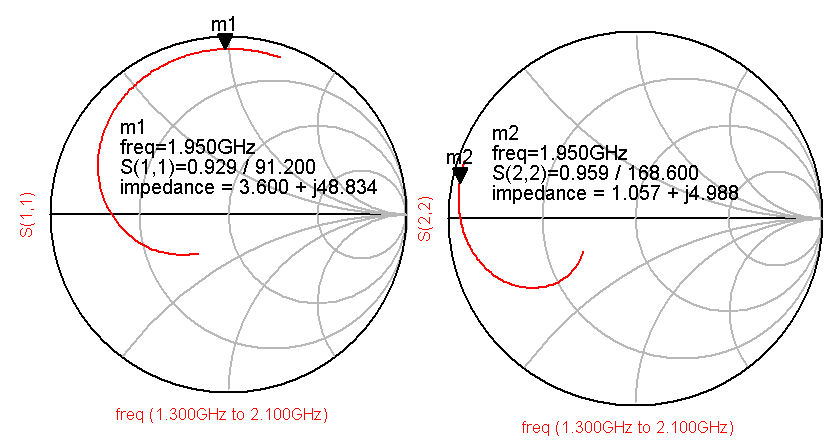 m1
m1
freq=1.950GHz
S(1,1)=0.929 / 91.200
impedance = 3.600 + j48.834
S(1,1)
freq (1.300GHz to 2.100GHz)
m2
m2
freq=1.950GHz
S(2,2)=0.959 / 168.600
impedance = 1.057 + j4.988
S(2,2)
freq (1.300GHz to 2.100GHz)